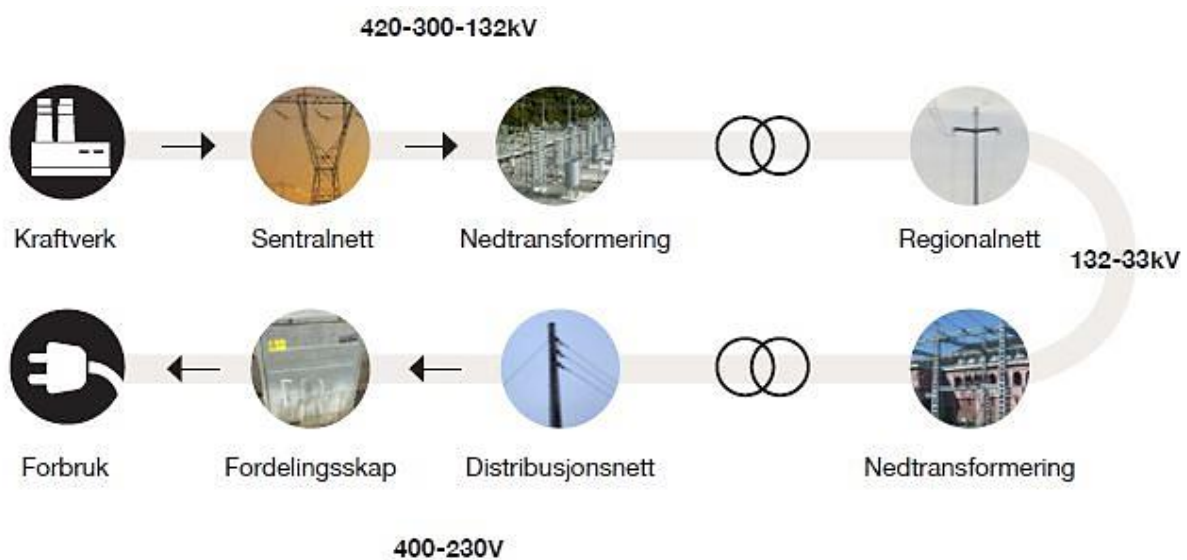 420-300-132kV
Kraftverk
Sentralnett
Nedtransformering
Regionalnett
132-33kV
Forbruk
Fordelingsskap
Distribusjonsnett
Nedtransformering
400-230V